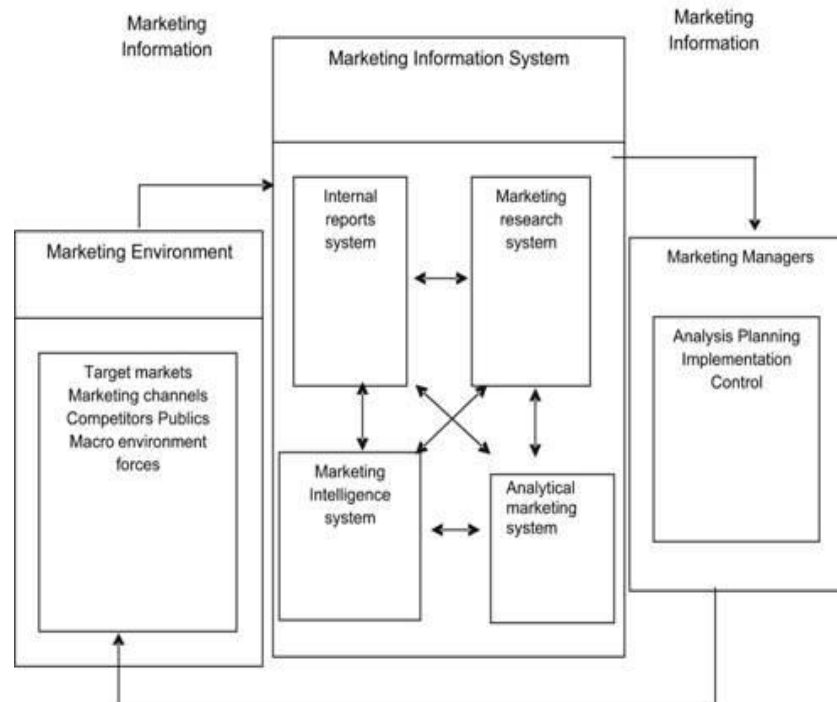 Marketing
Information
Marketing
Information
Marketing Information System
Internal
reports
system
Marketing
research
system
Marketing Environment
Target markets
Marketing channels
Competitors Publics
Macro environment
forces
Marketing
Intelligence
system
Analytical
marketing
system
Marketing Managers
Analysis Planning
Implementation
Control